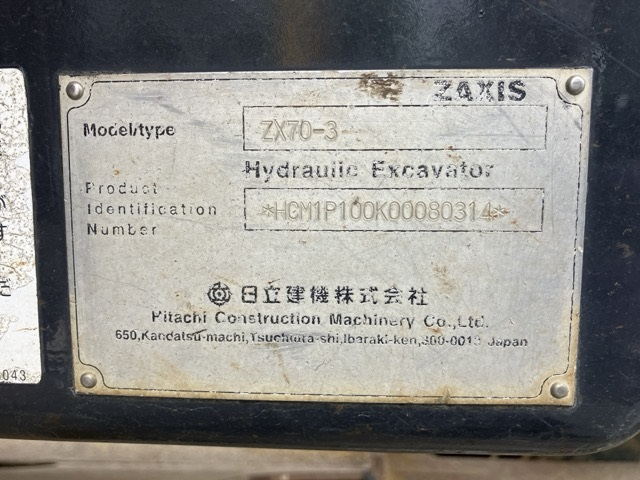 ZAXIS
Model/type ZX70-3
Hydraulic Excavator
Product
Identification
Number
*HCM1P100K00080314*
日立建機株式会社
Hitachi Construction Machinery Co.,Ltd.
650,Kandatsu-machi,Tsuchiura-shi,Ibaraki-ken,300-0013 Japan
043